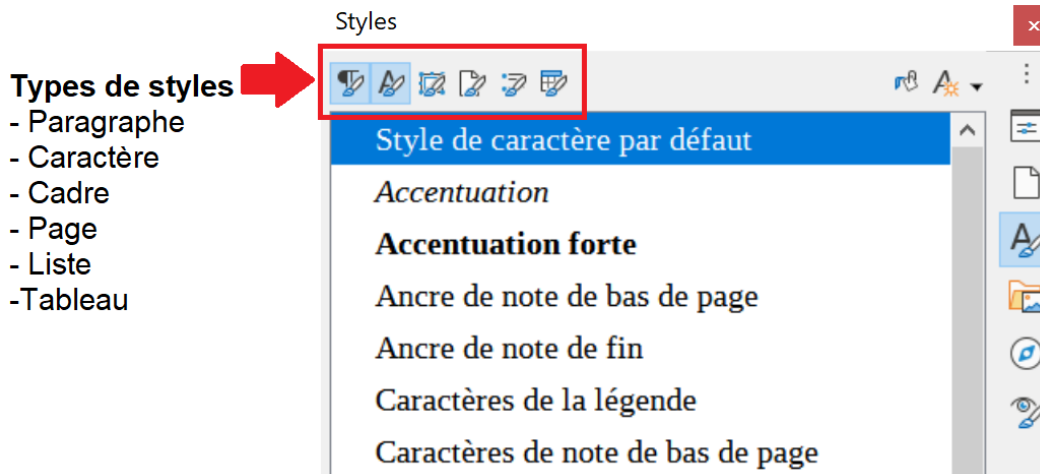 Styles
Types de styles
- Paragraphe
- Caractère
- Cadre
- Page
- Liste
-Tableau
Style de caractère par défaut
Accentuation
Accentuation forte
Ancre de note de bas de page
Ancre de note de fin
Caractères de la légende
Caractères de note de bas de page